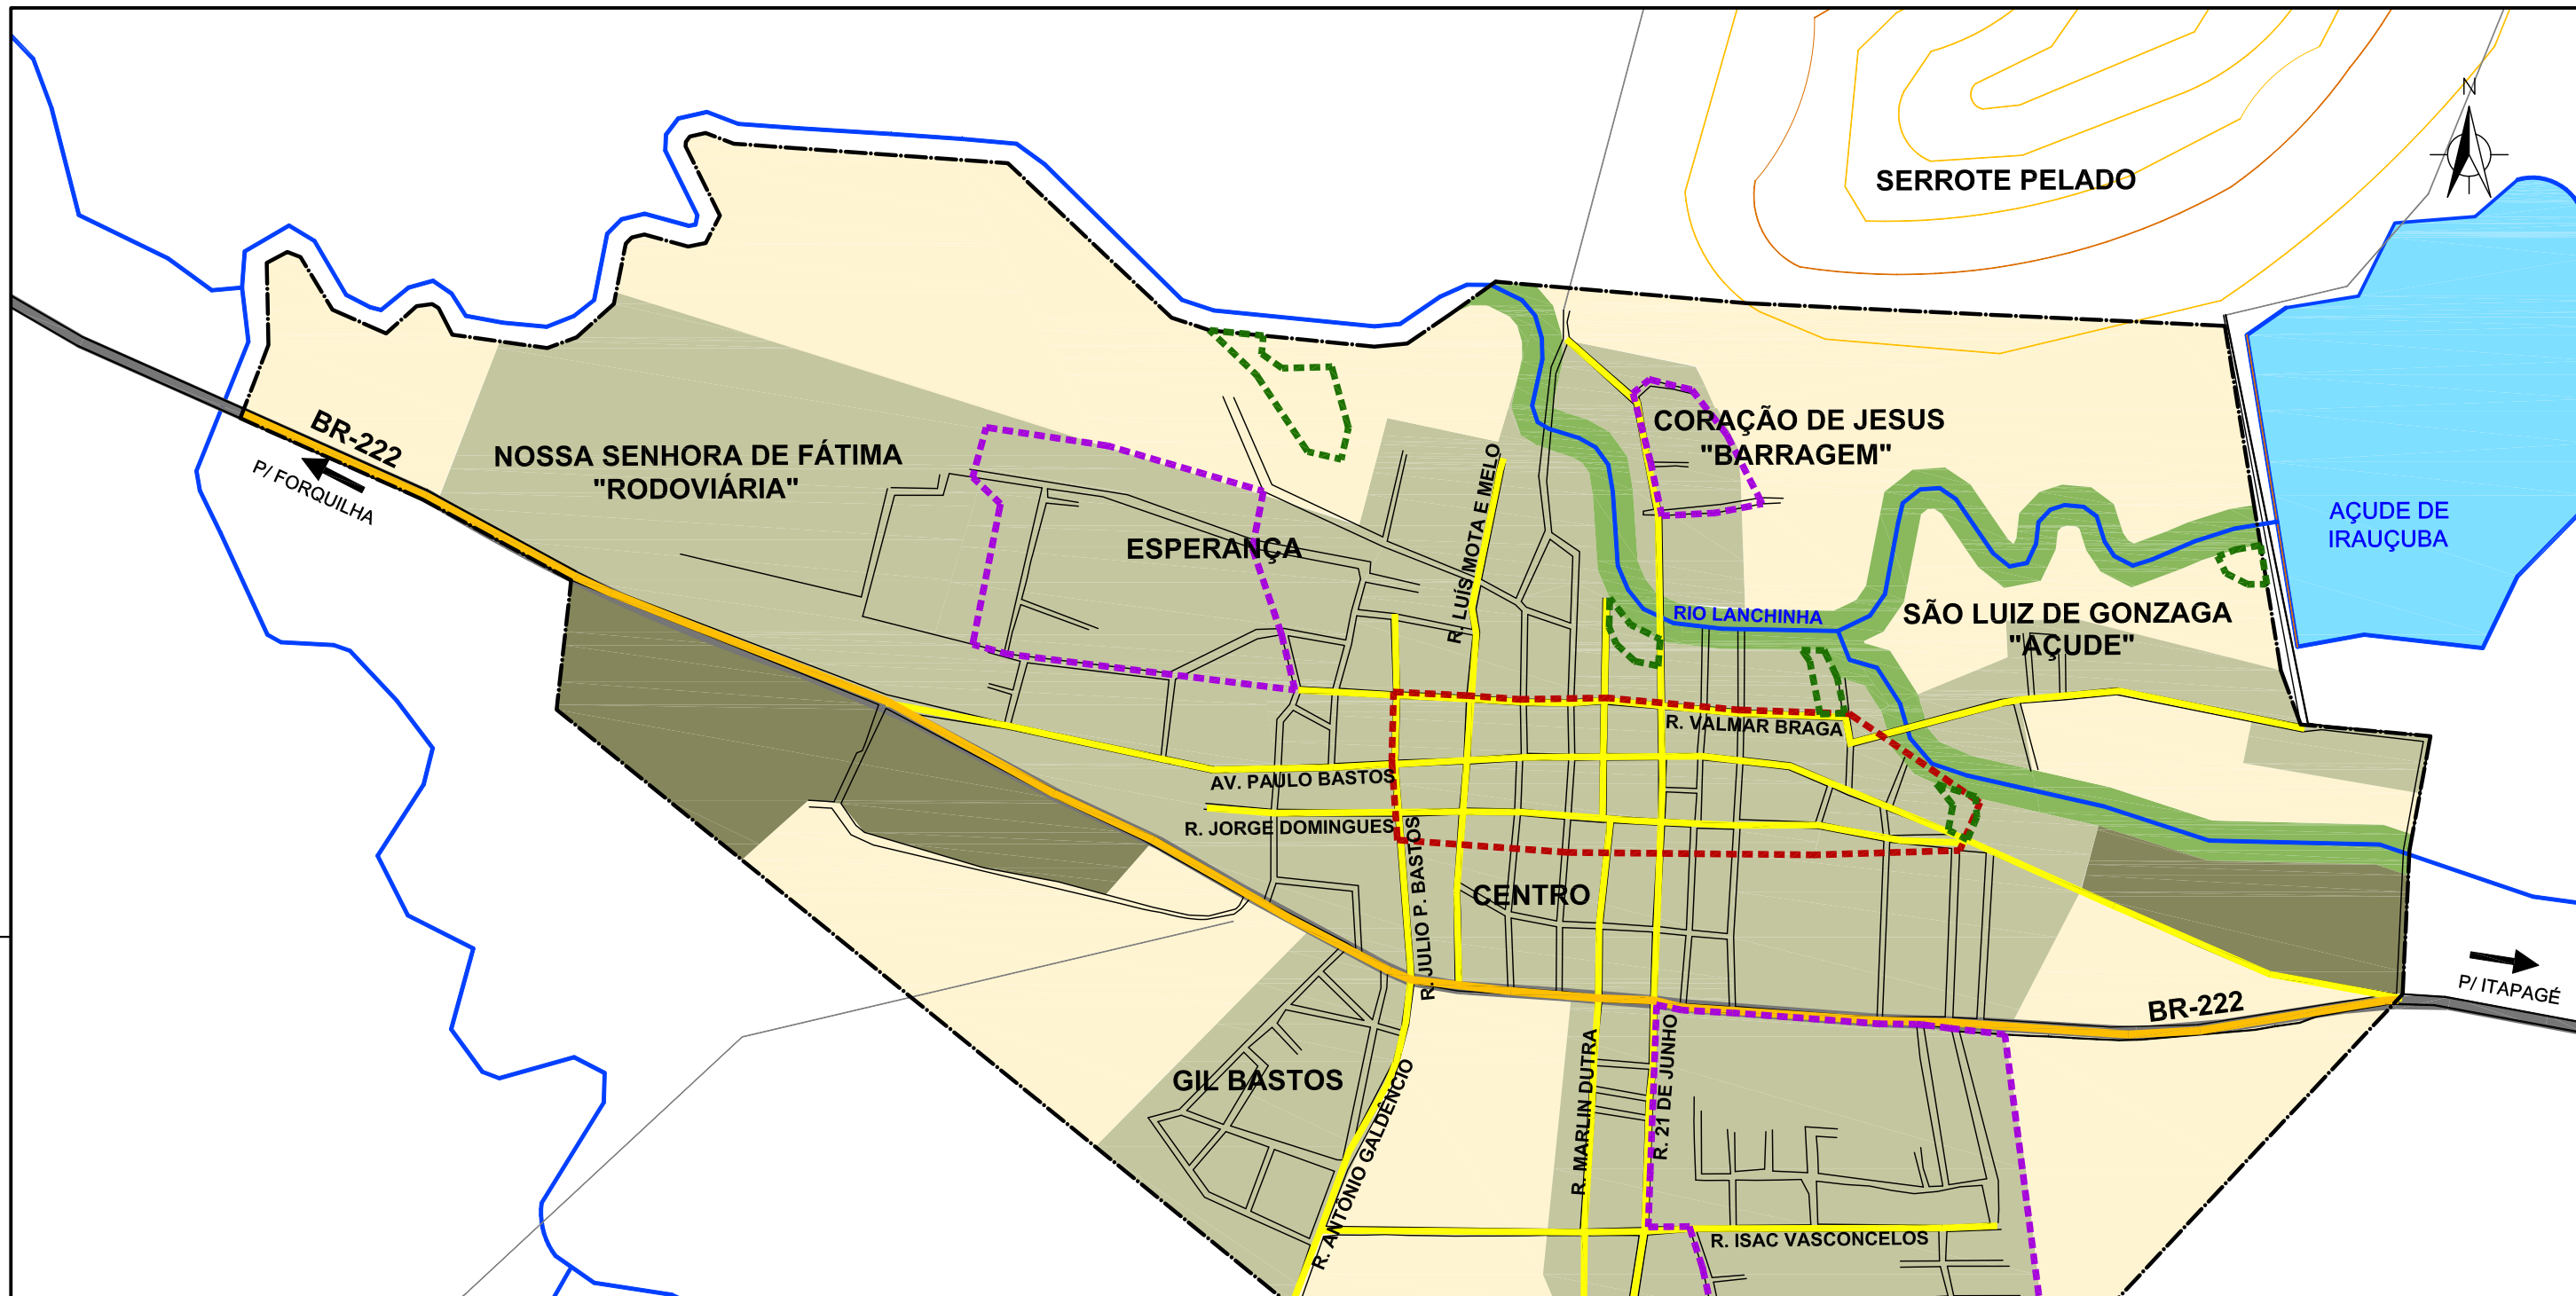 N
SERROTE PELADO
BR-222
P/ FORQUILHA
NOSSA SENHORA DE FÁTIMA
"RODOVIÁRIA"
CORAÇÃO DE JESUS
"BARRAGEM"
ESPERANÇA
R. LUÍS MOTA E MELO
AÇUDE DE
IRAUÇUBA
RIO LANCHINHA
SÃO LUIZ DE GONZAGA
"AÇUDE"
R. VALMAR BRAGA
AV. PAULO BASTOS
R. JORGE DOMINGUES
R. JULIO P. BASTOS
CENTRO
BR-222
P/ ITAPAGÉ
GIL BASTOS
R. ANTÔNIO GALDÊNCIO
R. MARLIN DUTRA
R. 21 DE JUNHO
R. ISAC VASCONCELOS